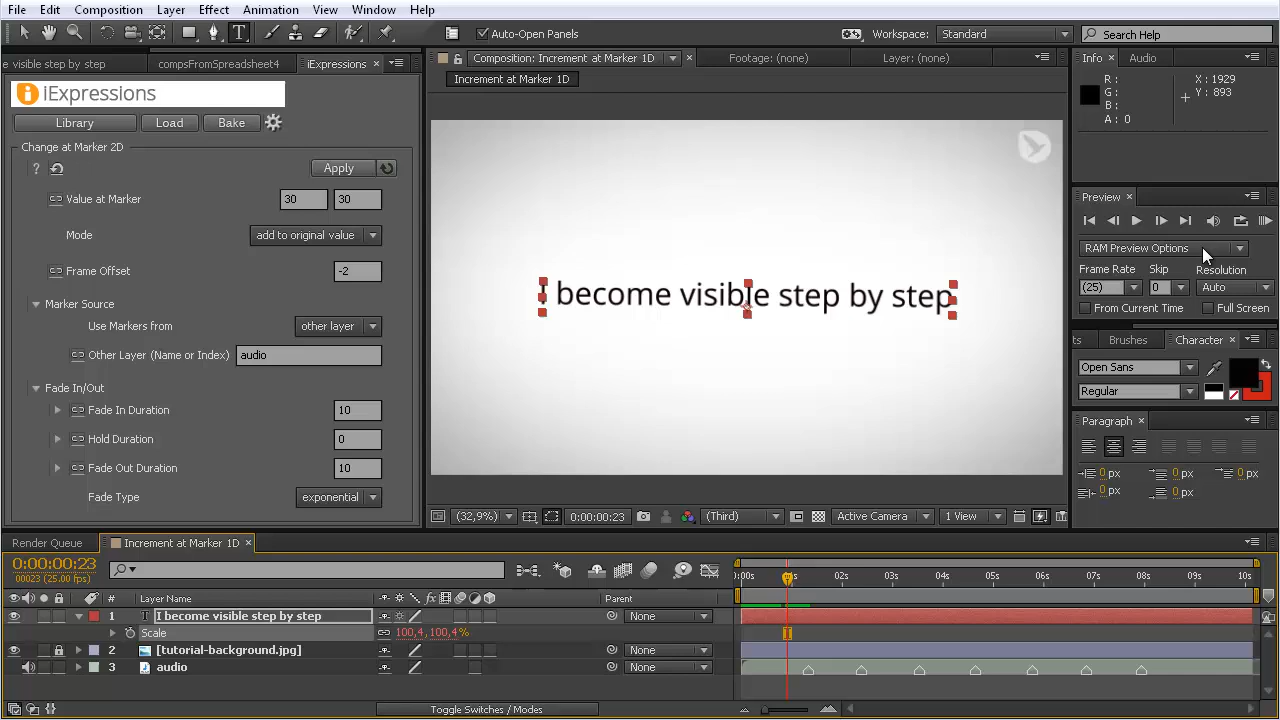 File Edit Composition Layer Effect Animation View Window Help
Auto-Open Panels
Workspace: Standard
Search Help
e visible step by step
compsFromSpreadsheet4
iExpressions
Composition: Increment at Marker 1D
Footage: (none)
Layer: (none)
Info
Audio
iExpressions
Increment at Marker 1D
R :
G :
B :
A : 0
X : 1929
Y : 893
Library
Load
Bake
Change at Marker 2D
? Apply
Value at Marker 30 30
Mode add to original value
Frame Offset -2
Marker Source
Use Markers from other layer
Other Layer (Name or Index) audio
Fade In/Out
Fade In Duration 10
Hold Duration 0
Fade Out Duration 10
Fade Type exponential
I become visible step by step
Preview
RAM Preview Options
Frame Rate Skip Resolution
(25) 0 Auto
From Current Time Full Screen
ts Brushes Character
Open Sans
Regular
Paragraph
0 px 0 px 0 px
0 px 0 px
(32,9%) 0:00:00:23 (Third) Active Camera 1 View
Render Queue
Increment at Marker 1D
0:00:00:23
00023 (25.00 fps)
0:00s 02s 03s 04s 05s 06s 07s 08s 09s 10s
# Layer Name Parent
1 T I become visible step by step None
Scale 100,4, 100,4%
2 [tutorial-background.jpg] None
3 audio None
Toggle Switches / Modes